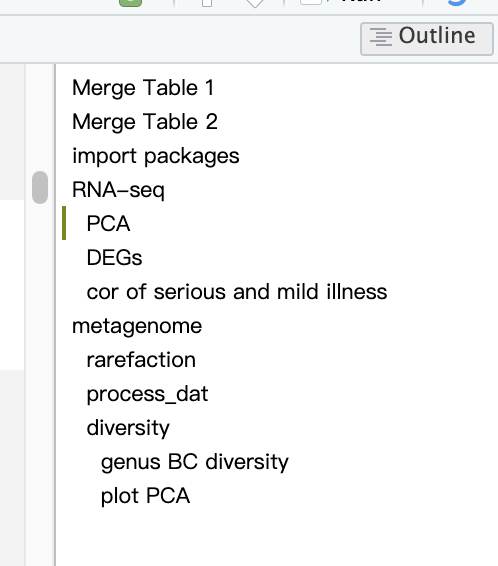 Outline
Merge Table 1
Merge Table 2
import packages
RNA-seq
PCA
DEGs
cor of serious and mild illness
metagenome
rarefaction
process_dat
diversity
genus BC diversity
plot PCA